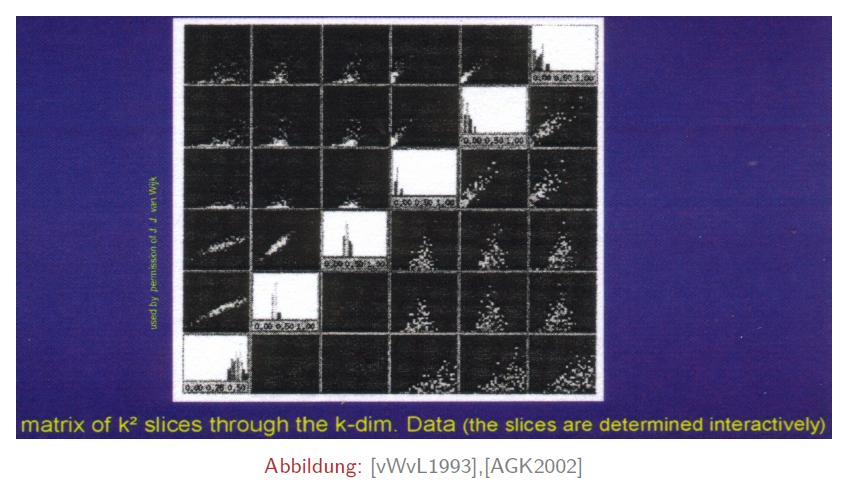 0,00 0,50 1,00
0,00 0,50 1,00
0,00 0,50 1,00
0,00 0,50 1,00
0,00 0,50 1,00
0,00 0,25 0,50
used by permission of J. J. van Wijk
matrix of k² slices through the k-dim. Data (the slices are determined interactively)
Abbildung: [vWvL1993],[AGK2002]